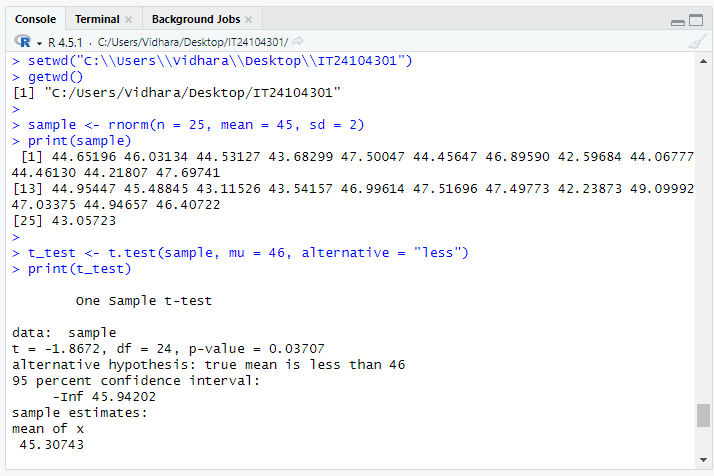 Console Terminal Background Jobs
R 4.5.1 · C:/Users/Vidhara/Desktop/IT24104301/
> setwd("C:\\Users\\Vidhara\\Desktop\\IT24104301")
> getwd()
[1] "C:/Users/Vidhara/Desktop/IT24104301"
>
> sample <- rnorm(n = 25, mean = 45, sd = 2)
> print(sample)
 [1] 44.65196 46.03134 44.53127 43.68299 47.50047 44.45647 46.89590 42.59684 44.06777
44.46130 44.21807 47.69741
[13] 44.95447 45.48845 43.11526 43.54157 46.99614 47.51696 47.49773 42.23873 49.09992
47.03375 44.94657 46.40722
[25] 43.05723
>
> t_test <- t.test(sample, mu = 46, alternative = "less")
> print(t_test)
One Sample t-test
data:  sample
t = -1.8672, df = 24, p-value = 0.03707
alternative hypothesis: true mean is less than 46
95 percent confidence interval:
     -Inf 45.94202
sample estimates:
mean of x
 45.30743